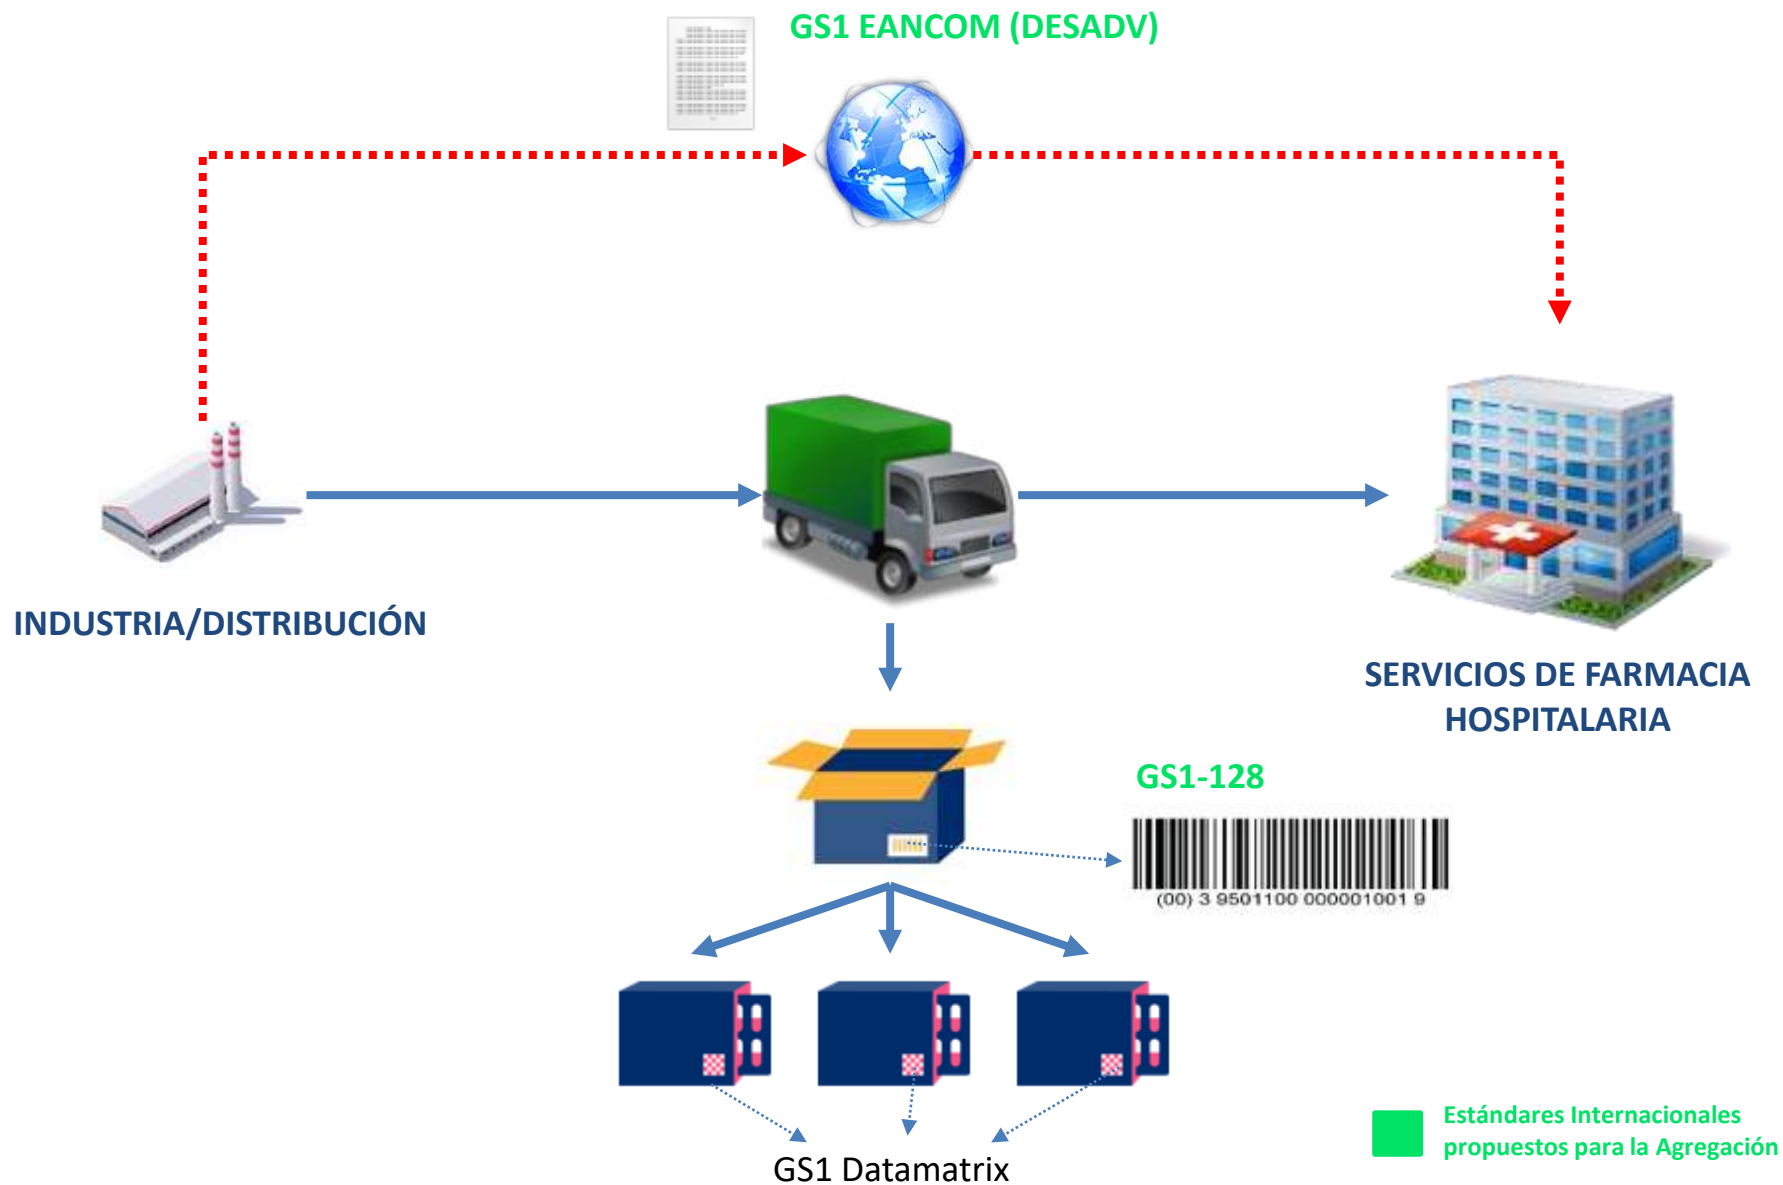 GS1 EANCOM (DESADV)
INDUSTRIA/DISTRIBUCIÓN
SERVICIOS DE FARMACIA
HOSPITALARIA
GS1-128
(00) 3 9501100 000001001 9
GS1 Datamatrix
Estándares Internacionales
propuestos para la Agregación